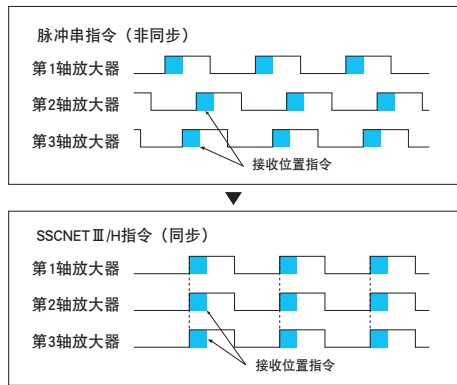 脉冲串指令（非同步）
第1轴放大器
第2轴放大器
第3轴放大器
接收位置指令
SSCNETⅢ/H指令（同步）
第1轴放大器
第2轴放大器
第3轴放大器
接收位置指令